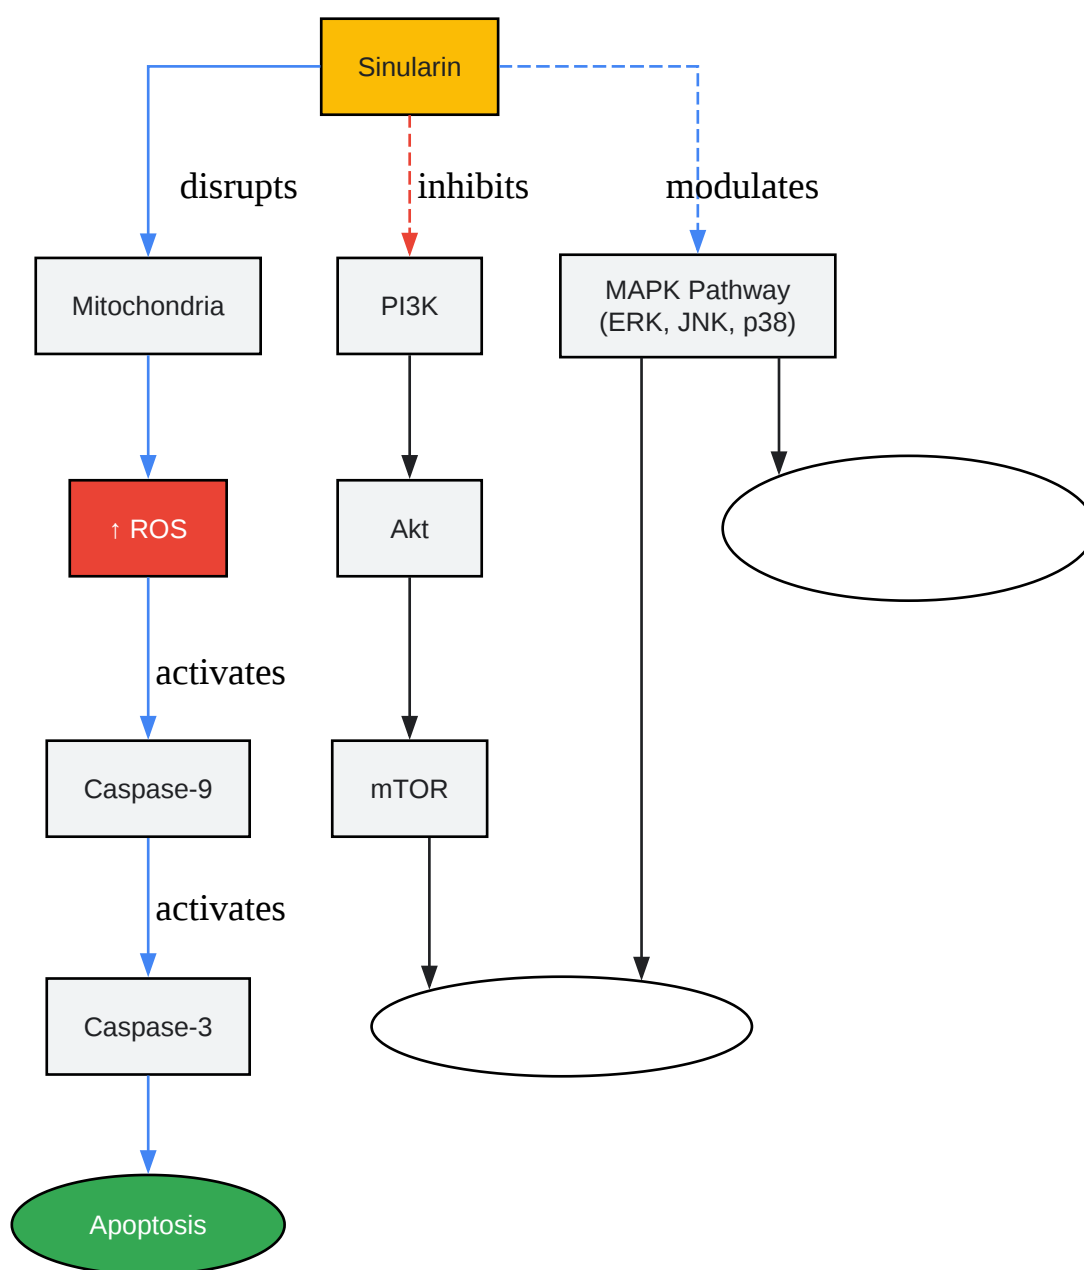 Sinularin
disrupts
inhibits
modulates
Mitochondria
PI3K
MAPK Pathway
(ERK, JNK, p38)
↑ ROS
Akt
activates
Caspase-9
mTOR
activates
Caspase-3
Apoptosis